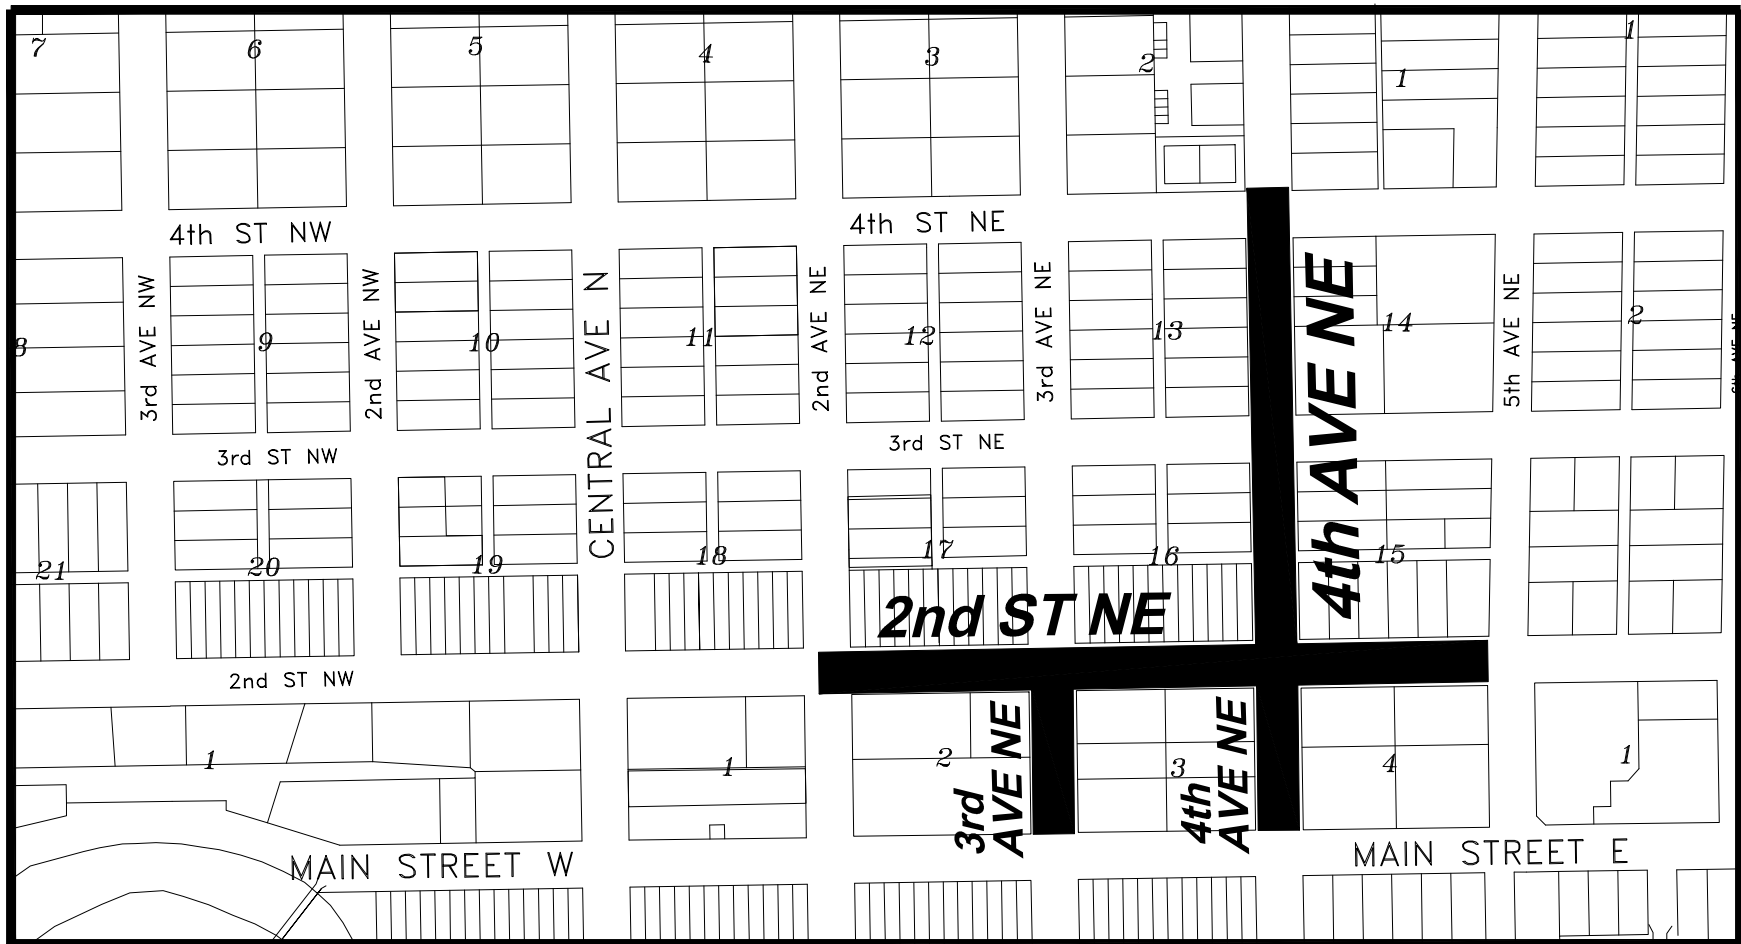 7 6 5 4 3 2 1 1
4th ST NW
4th ST NE
3rd AVE NW
2nd AVE NW
CENTRAL AVE N
2nd AVE NE
3rd AVE NE
4th AVE NE
5th AVE NE
8 9 10 11 12 13 14 2
3rd ST NW
3rd ST NE
21 20 19 18 17 16 15
2nd ST NE
2nd ST NW
3rd
AVE NE
4th
AVE NE
1 1 2 3 4 1
MAIN STREET W
MAIN STREET E